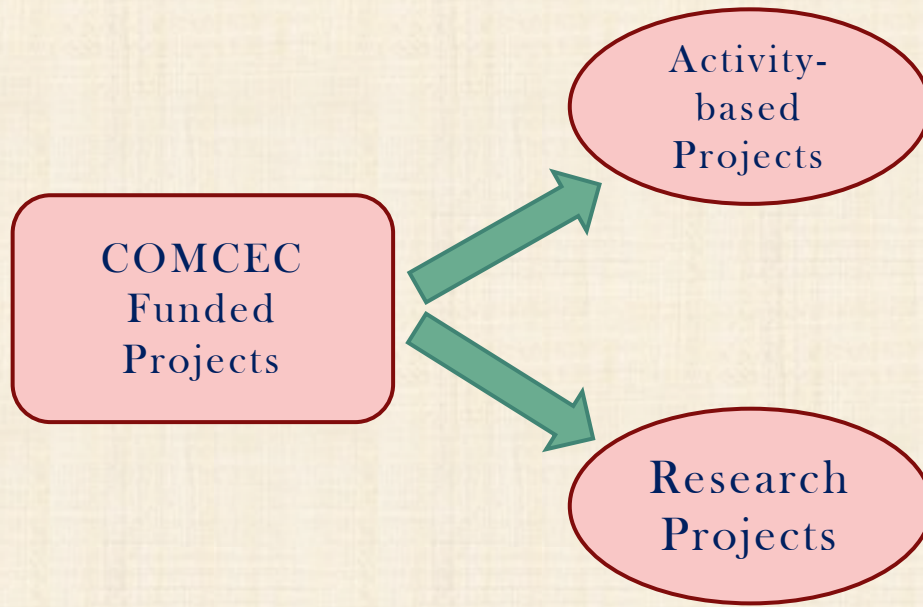 Activity-
based
Projects
COMCEC
Funded
Projects
Research
Projects